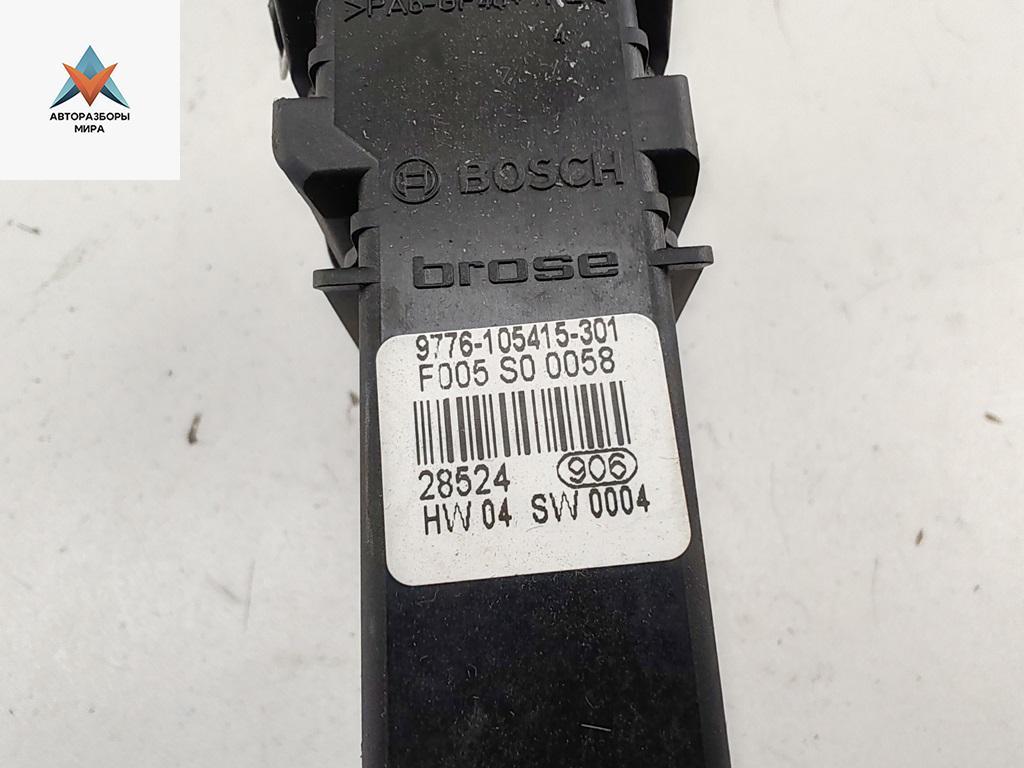 АВТОРАЗБОРЫ
МИРА
BOSCH
brose
9776-105415-301
F005 S0 0058
28524 906
HW 04 SW 0004